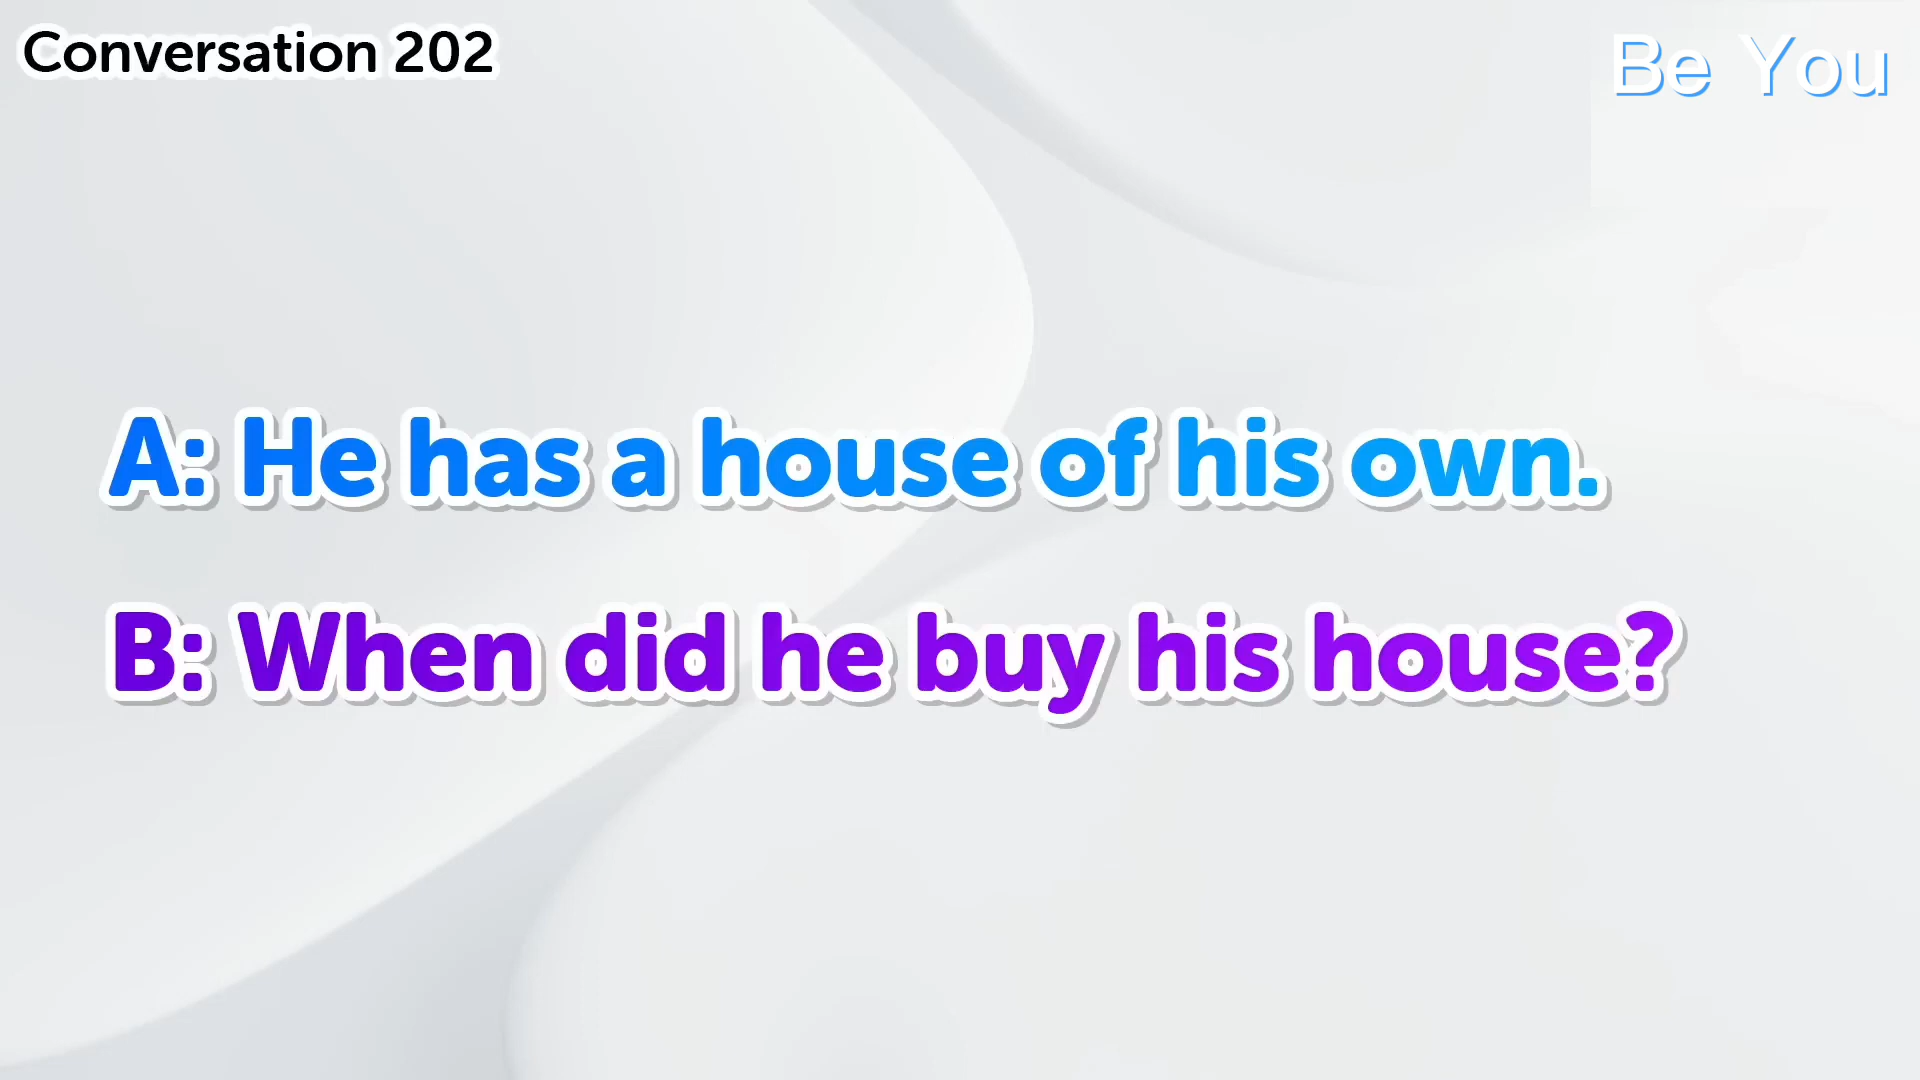 Conversation 202
Be You
A: He has a house of his own.
B: When did he buy his house?